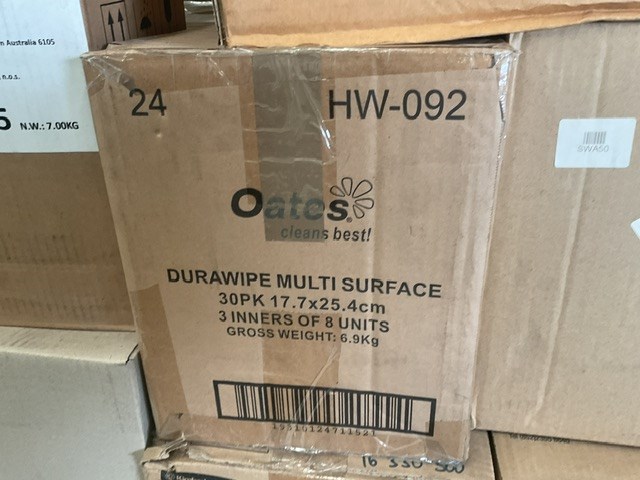 n Australia 6105
n.o.s.
N.W.: 7.00KG
24
HW-092
Oates
cleans best!
DURAWIPE MULTI SURFACE
30PK 17.7x25.4cm
3 INNERS OF 8 UNITS
GROSS WEIGHT: 6.9Kg
SWA60